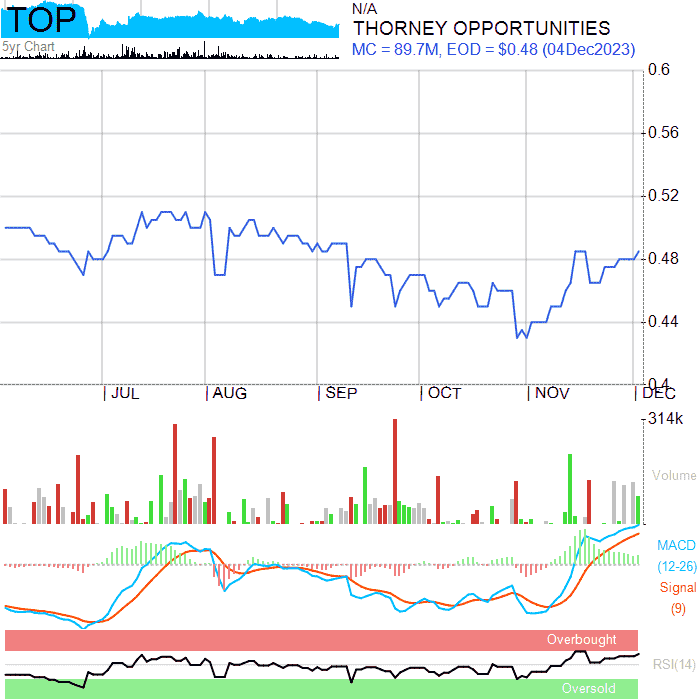 TOP
5yr Chart
N/A
THORNEY OPPORTUNITIES
MC = 89.7M, EOD = $0.48 (04Dec2023)
0.6
0.56
0.52
0.48
0.44
0.4
JUL AUG SEP OCT NOV DEC
314k
Volume
MACD
(12-26)
Signal
(9)
Overbought
RSI(14)
Oversold